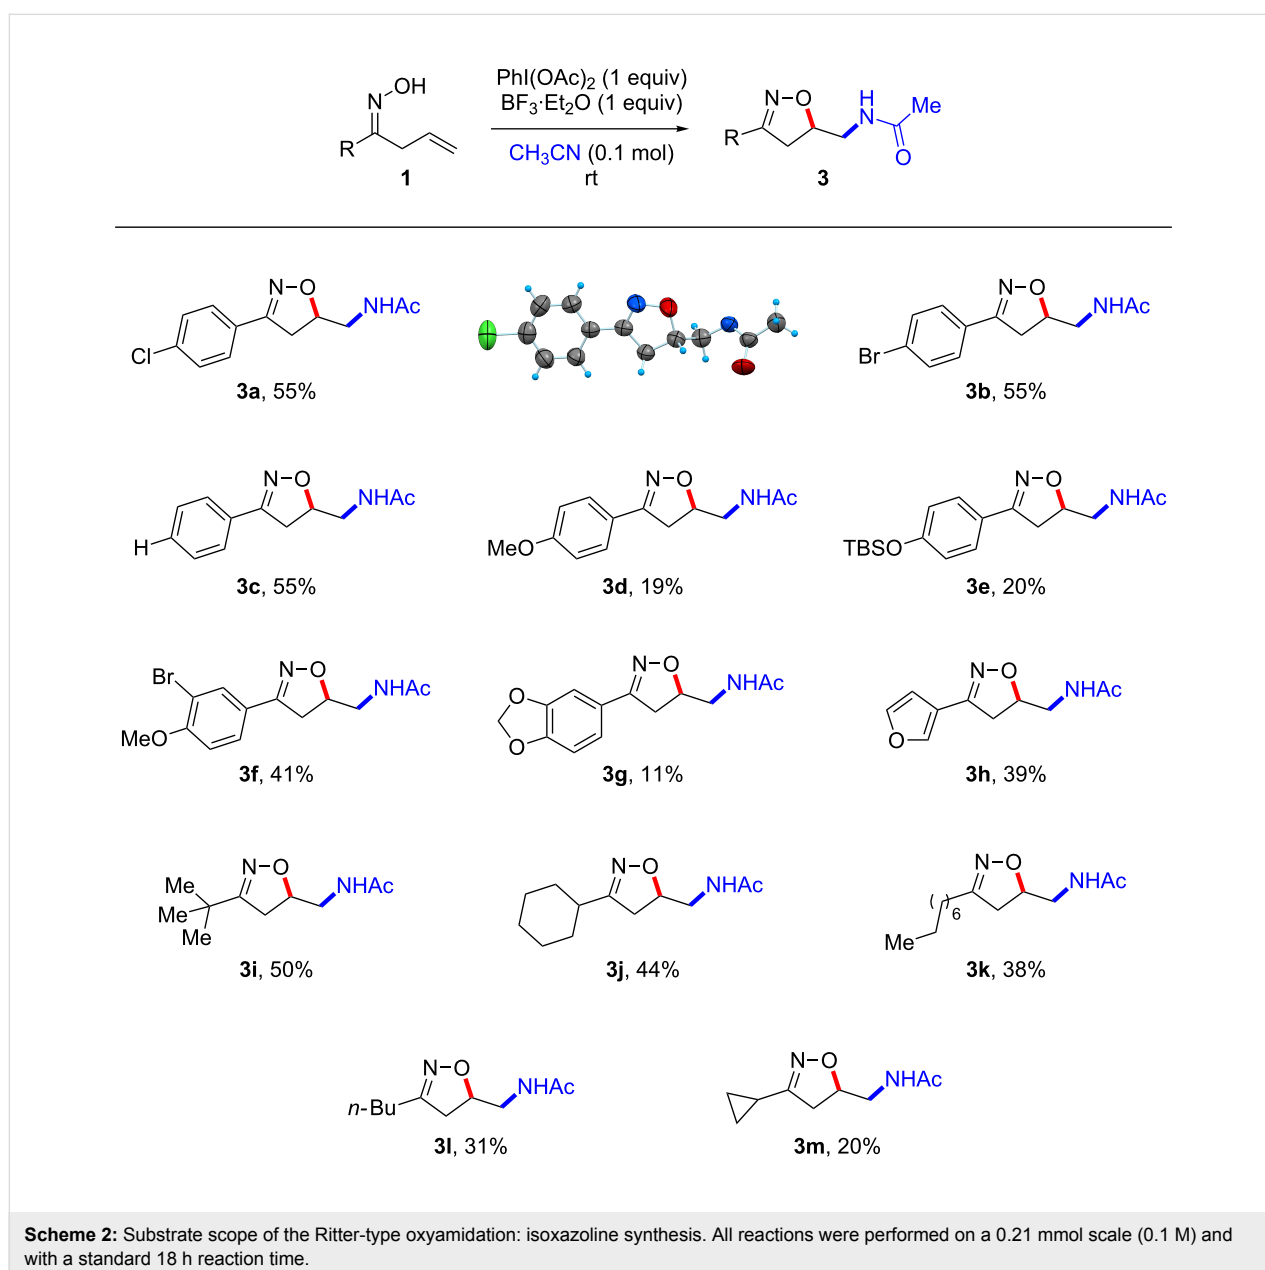 N OH
R
1
PhI(OAc)2 (1 equiv)
BF3·Et2O (1 equiv)
CH3CN (0.1 mol)
rt
N O
R
H
N
Me
O
3
N O
NHAc
Cl
3a, 55%
N O
NHAc
Br
3b, 55%
N O
NHAc
H
3c, 55%
N O
NHAc
MeO
3d, 19%
N O
NHAc
TBSO
3e, 20%
N O
NHAc
Br
MeO
3f, 41%
N O
NHAc
O
O
3g, 11%
N O
NHAc
O
3h, 39%
N O
NHAc
Me
Me
Me
3i, 50%
N O
NHAc
3j, 44%
N O
NHAc
( )6
Me
3k, 38%
N O
NHAc
n-Bu
3l, 31%
N O
NHAc
3m, 20%
Scheme 2: Substrate scope of the Ritter-type oxyamidation: isoxazoline synthesis. All reactions were performed on a 0.21 mmol scale (0.1 M) and
with a standard 18 h reaction time.